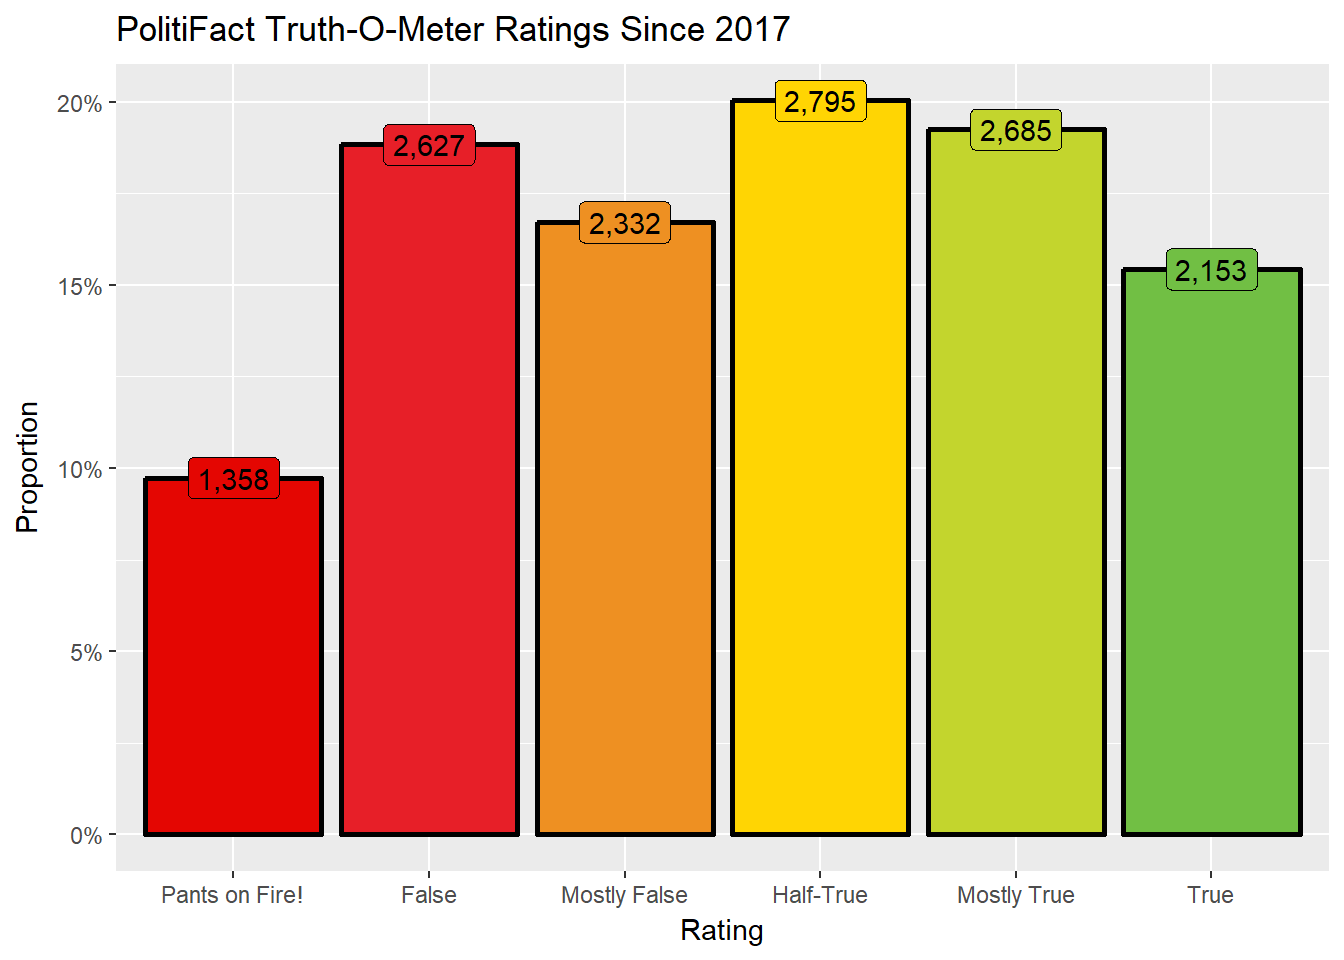 PolitiFact Truth-O-Meter Ratings Since 2017
Proportion
20%
15%
10%
5%
0%
1,358
2,627
2,332
2,795
2,685
2,153
Pants on Fire!
False
Mostly False
Half-True
Mostly True
True
Rating